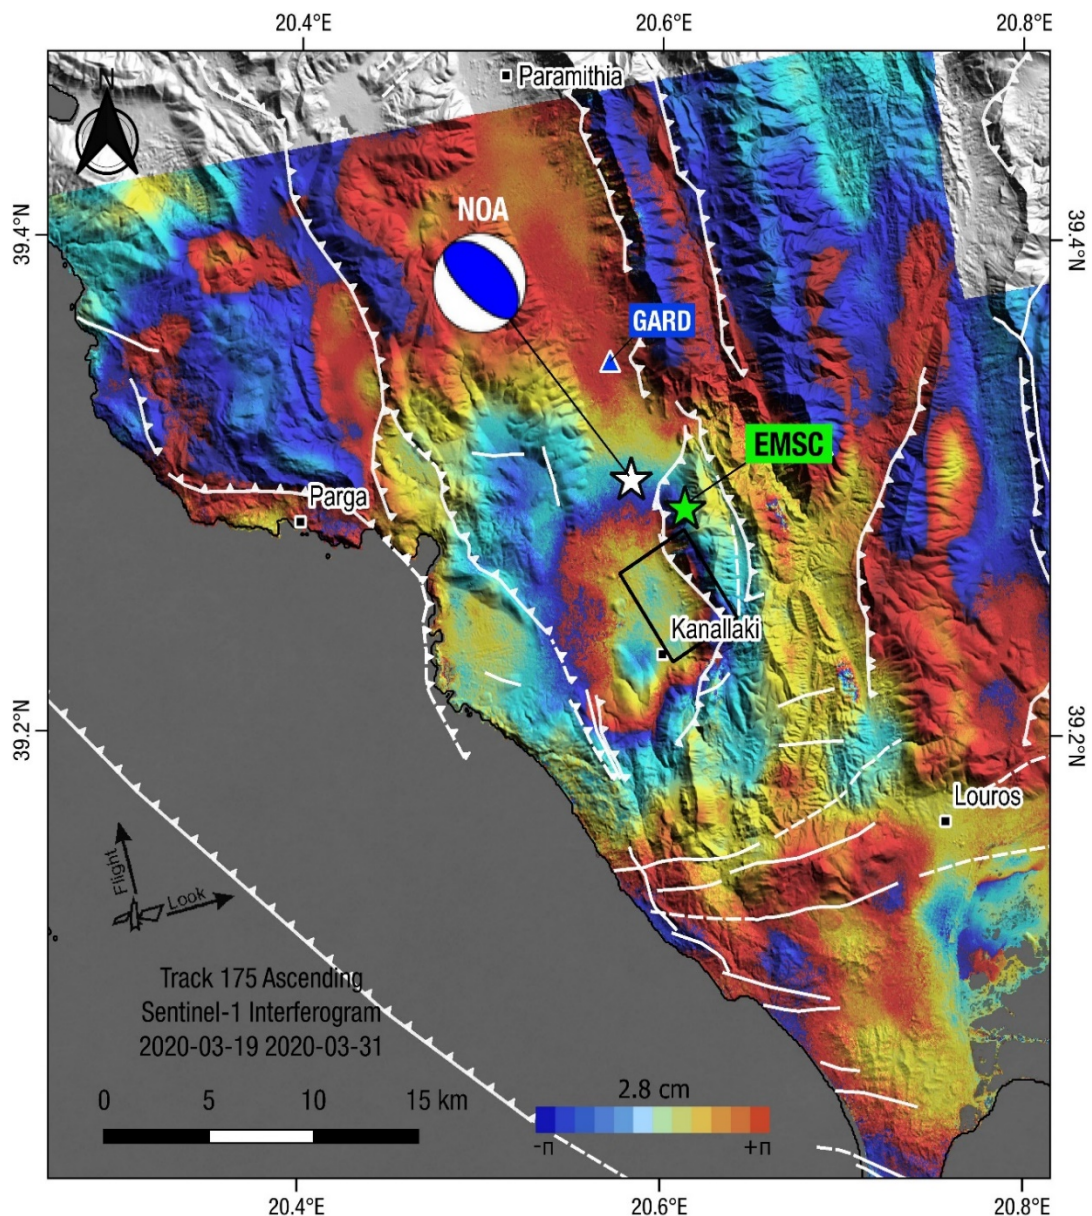 20.4°E 20.6°E 20.8°E
N
Paramithia
39.4°N
39.4°N
NOA
GARD
EMSC
Parga
Kanallaki
39.2°N
39.2°N
Louros
Flight
Look
Track 175 Ascending
Sentinel-1 Interferogram
2020-03-19 2020-03-31
0 5 10 15 km
2.8 cm
-π +π
20.4°E 20.6°E 20.8°E